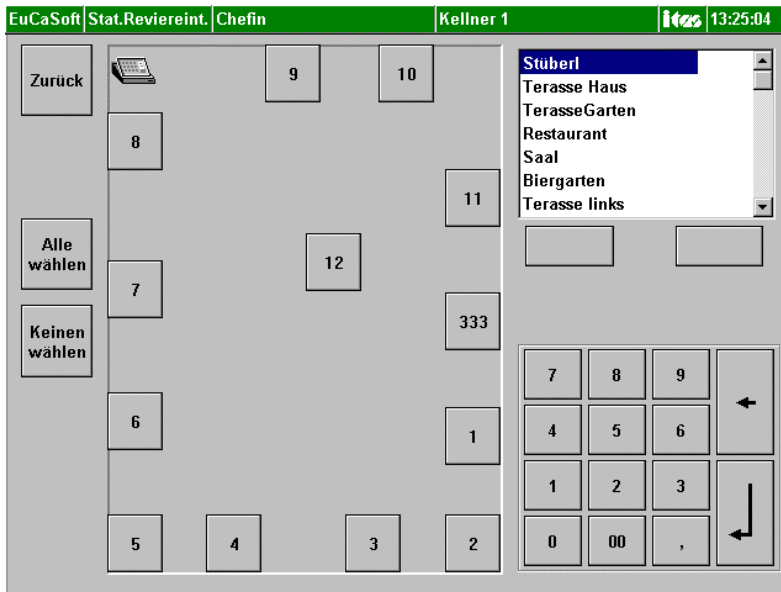 EuCaSoft Stat.Reviereint. Chefin Kellner 1 itos 13:25:04
Zurück
9 10
8
11
12
7
333
6
1
5 4 3 2
Alle
wählen
Keinen
wählen
Stüberl
Terasse Haus
TerasseGarten
Restaurant
Saal
Biergarten
Terasse links
7 8 9
4 5 6
1 2 3
0 00 ,